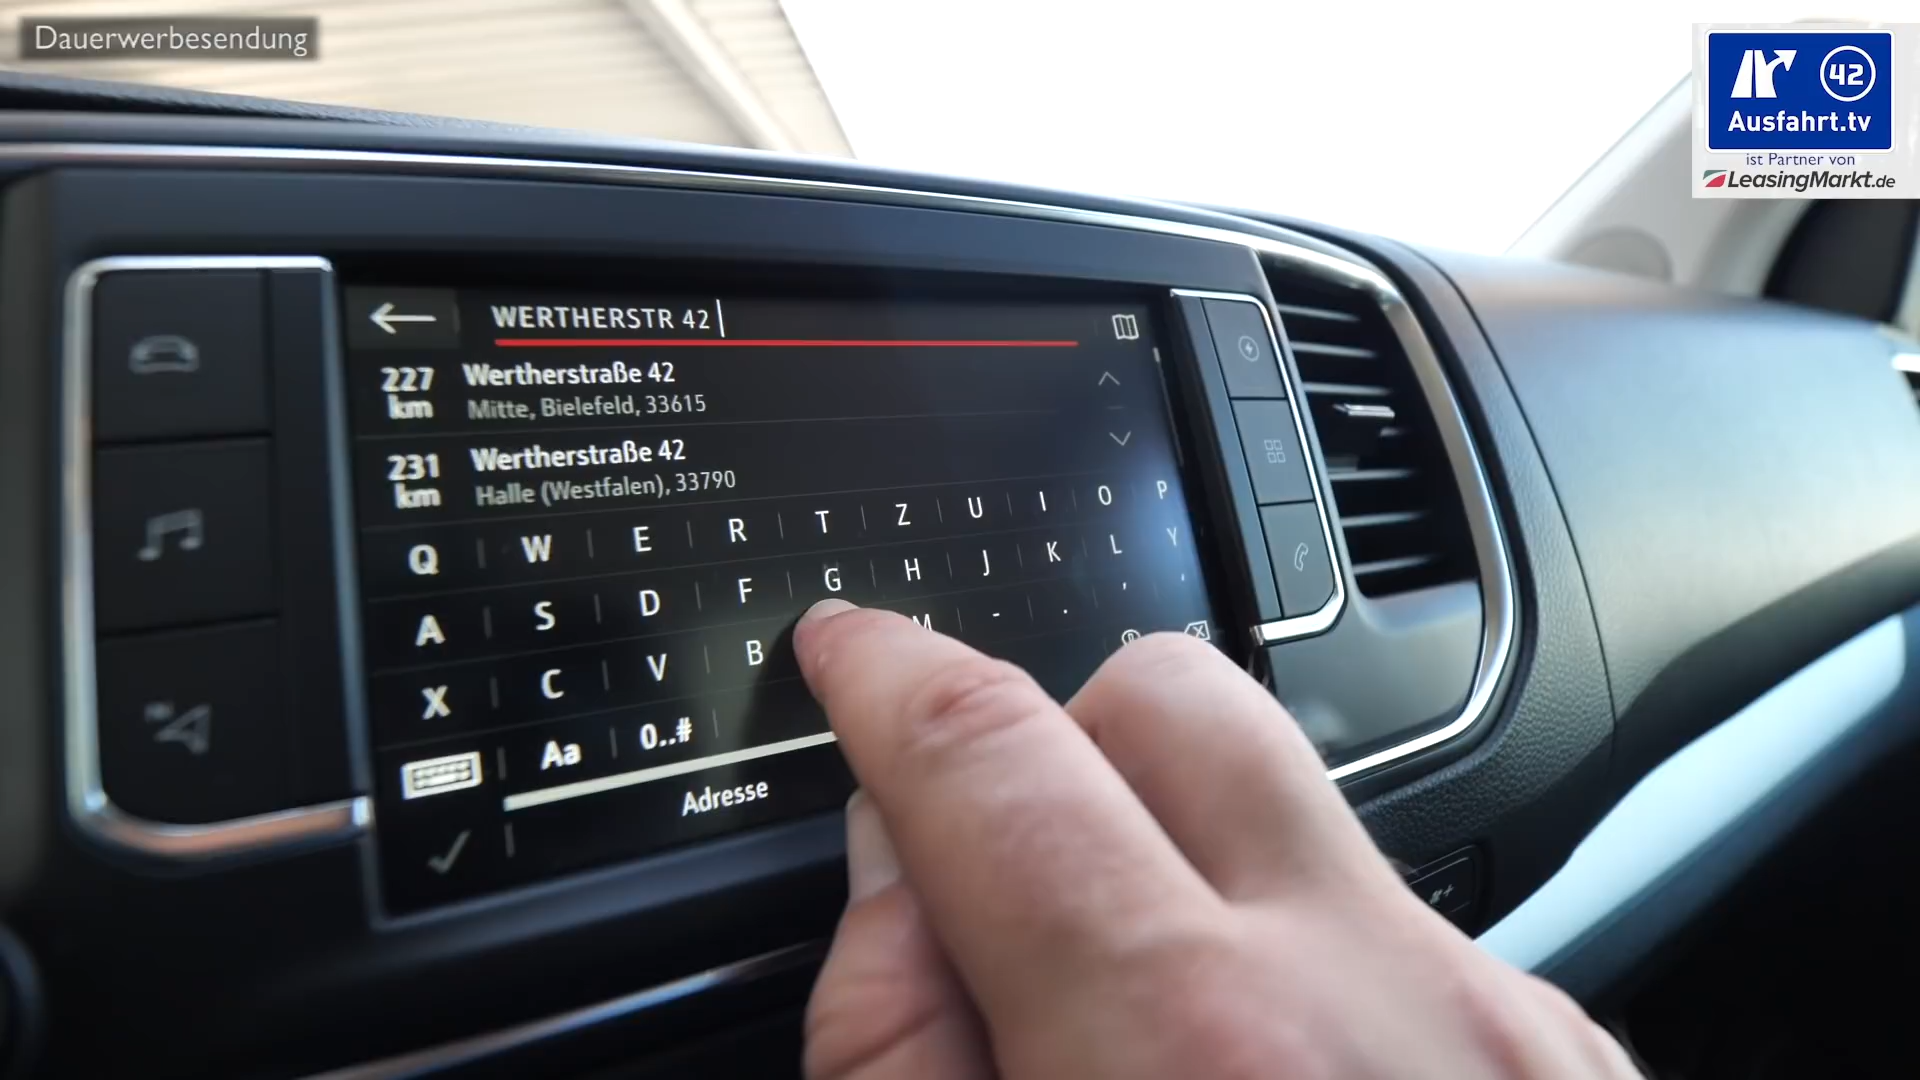 Dauerwerbesendung
42
Ausfahrt.tv
ist Partner von
LeasingMarkt.de
WERTHERSTR 42
227 km
Wertherstraße 42
Mitte, Bielefeld, 33615
231 km
Wertherstraße 42
Halle (Westfalen), 33790
Q W E R T Z U I O P
A S D F G H J K L Y
X C V B M - . , '
Aa 0..#
Adresse